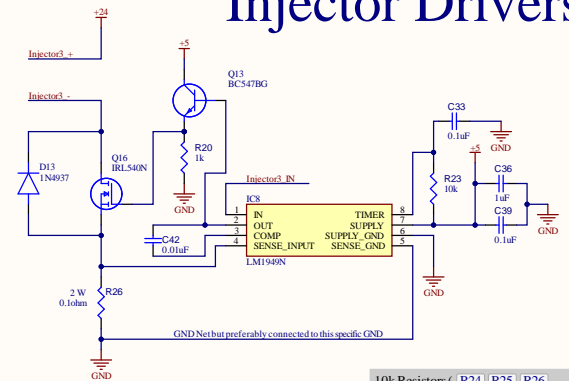 Injector Drivers
+24
Injector3_+
+5
Q13
BC547BG
Injector3_-
C33
0.1uF
GND
+5
D13
1N4937
Q16
IRL540N
R20
1k
GND
Injector3_IN
R23
10k
C36
1uF
C39
0.1uF
GND
IC8
1 IN TIMER 8
2 OUT SUPPLY 7
3 COMP SUPPLY_GND 6
4 SENSE_INPUT SENSE_GND 5
LM1949N
C42
0.01uF
GND
2 W
0.1ohm
R26
GND Net but preferably connected to this specific GND
GND
10k Resistors ( R24 R25 R26